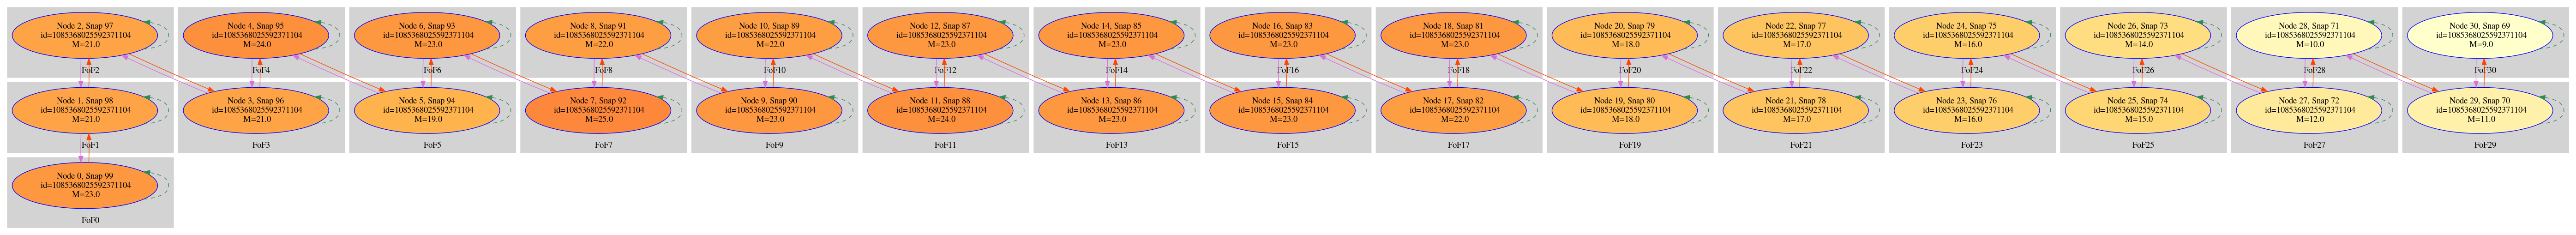 Node 2, Snap 97
id=1085368025592371104
M=21.0
FoF2
Node 4, Snap 95
id=1085368025592371104
M=24.0
FoF4
Node 6, Snap 93
id=1085368025592371104
M=23.0
FoF6
Node 8, Snap 91
id=1085368025592371104
M=22.0
FoF8
Node 10, Snap 89
id=1085368025592371104
M=22.0
FoF10
Node 12, Snap 87
id=1085368025592371104
M=23.0
FoF12
Node 14, Snap 85
id=1085368025592371104
M=23.0
FoF14
Node 16, Snap 83
id=1085368025592371104
M=23.0
FoF16
Node 18, Snap 81
id=1085368025592371104
M=23.0
FoF18
Node 20, Snap 79
id=1085368025592371104
M=18.0
FoF20
Node 22, Snap 77
id=1085368025592371104
M=17.0
FoF22
Node 24, Snap 75
id=1085368025592371104
M=16.0
FoF24
Node 26, Snap 73
id=1085368025592371104
M=14.0
FoF26
Node 28, Snap 71
id=1085368025592371104
M=10.0
FoF28
Node 30, Snap 69
id=1085368025592371104
M=9.0
FoF30
Node 1, Snap 98
id=1085368025592371104
M=21.0
FoF1
Node 3, Snap 96
id=1085368025592371104
M=21.0
FoF3
Node 5, Snap 94
id=1085368025592371104
M=19.0
FoF5
Node 7, Snap 92
id=1085368025592371104
M=25.0
FoF7
Node 9, Snap 90
id=1085368025592371104
M=23.0
FoF9
Node 11, Snap 88
id=1085368025592371104
M=24.0
FoF11
Node 13, Snap 86
id=1085368025592371104
M=23.0
FoF13
Node 15, Snap 84
id=1085368025592371104
M=23.0
FoF15
Node 17, Snap 82
id=1085368025592371104
M=22.0
FoF17
Node 19, Snap 80
id=1085368025592371104
M=18.0
FoF19
Node 21, Snap 78
id=1085368025592371104
M=17.0
FoF21
Node 23, Snap 76
id=1085368025592371104
M=16.0
FoF23
Node 25, Snap 74
id=1085368025592371104
M=15.0
FoF25
Node 27, Snap 72
id=1085368025592371104
M=12.0
FoF27
Node 29, Snap 70
id=1085368025592371104
M=11.0
FoF29
Node 0, Snap 99
id=1085368025592371104
M=23.0
FoF0